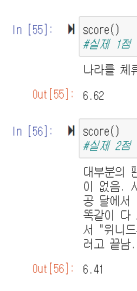 In [55]: score()
#실제 1점
나라를 체류
Out[55]: 6.62
In [56]: score()
#실제 2점
대부분의 만
이 없음. 시
공 달에서
똑같이 다
서 "위니드
러고 끝남.
Out[56]: 6.41